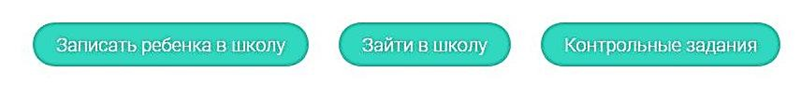 Записать ребенка в школу
Зайти в школу
Контрольные задания